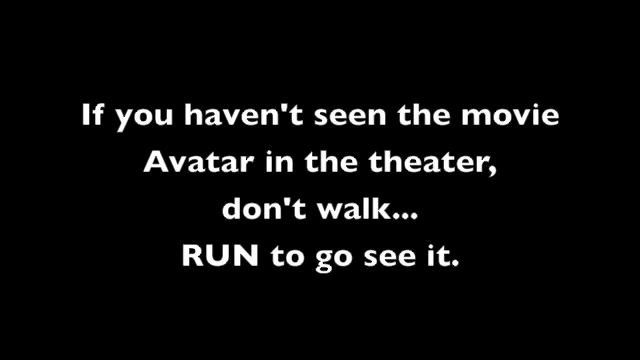 If you haven't seen the movie
Avatar in the theater,
don't walk...
RUN to go see it.